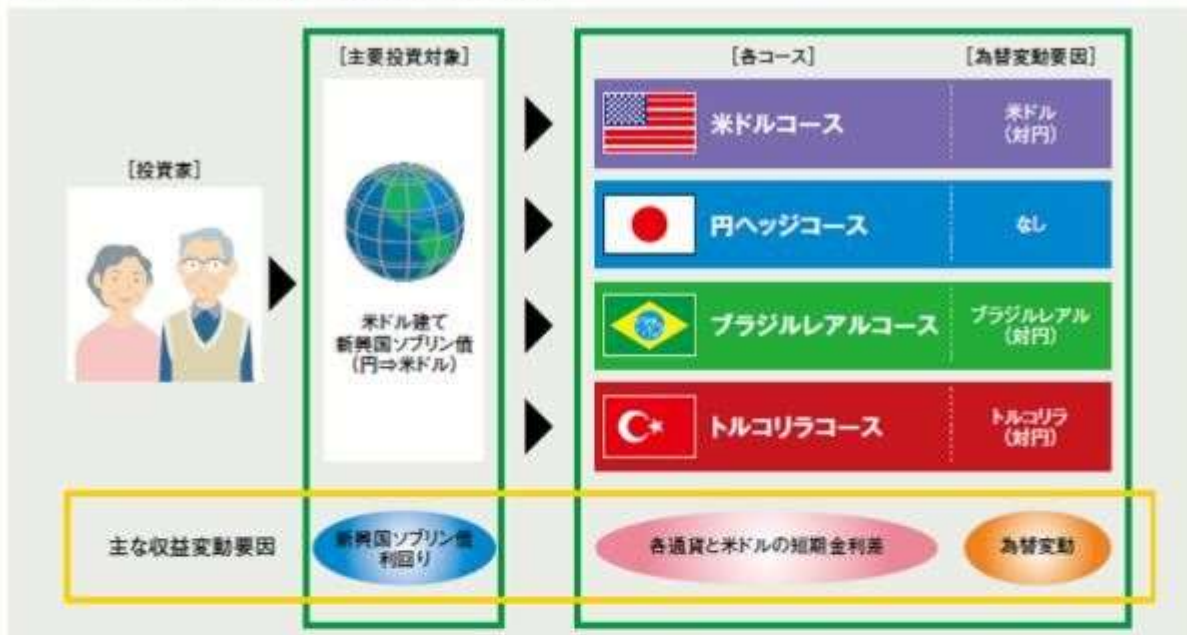 [主要投資対象]
[各コース]
[為替変動要因]
[投資家]
米ドル建て
新興国ソブリン債
(円⇒米ドル)
米ドルコース
米ドル
(対円)
円ヘッジコース
なし
ブラジルレアルコース
ブラジルレアル
(対円)
トルコリラコース
トルコリラ
(対円)
主な収益変動要因
新興国ソブリン債
利回り
各通貨と米ドルの短期金利差
為替変動